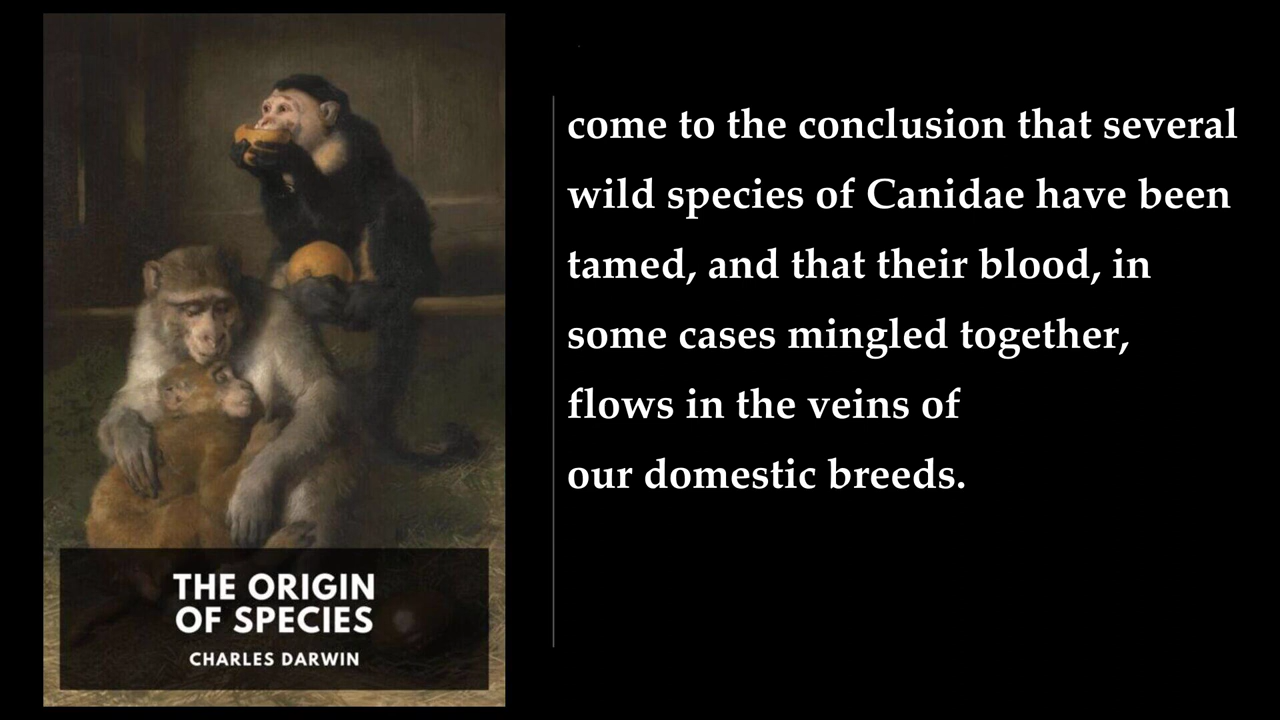 THE ORIGIN
OF SPECIES
CHARLES DARWIN
come to the conclusion that several
wild species of Canidae have been
tamed, and that their blood, in
some cases mingled together,
flows in the veins of
our domestic breeds.